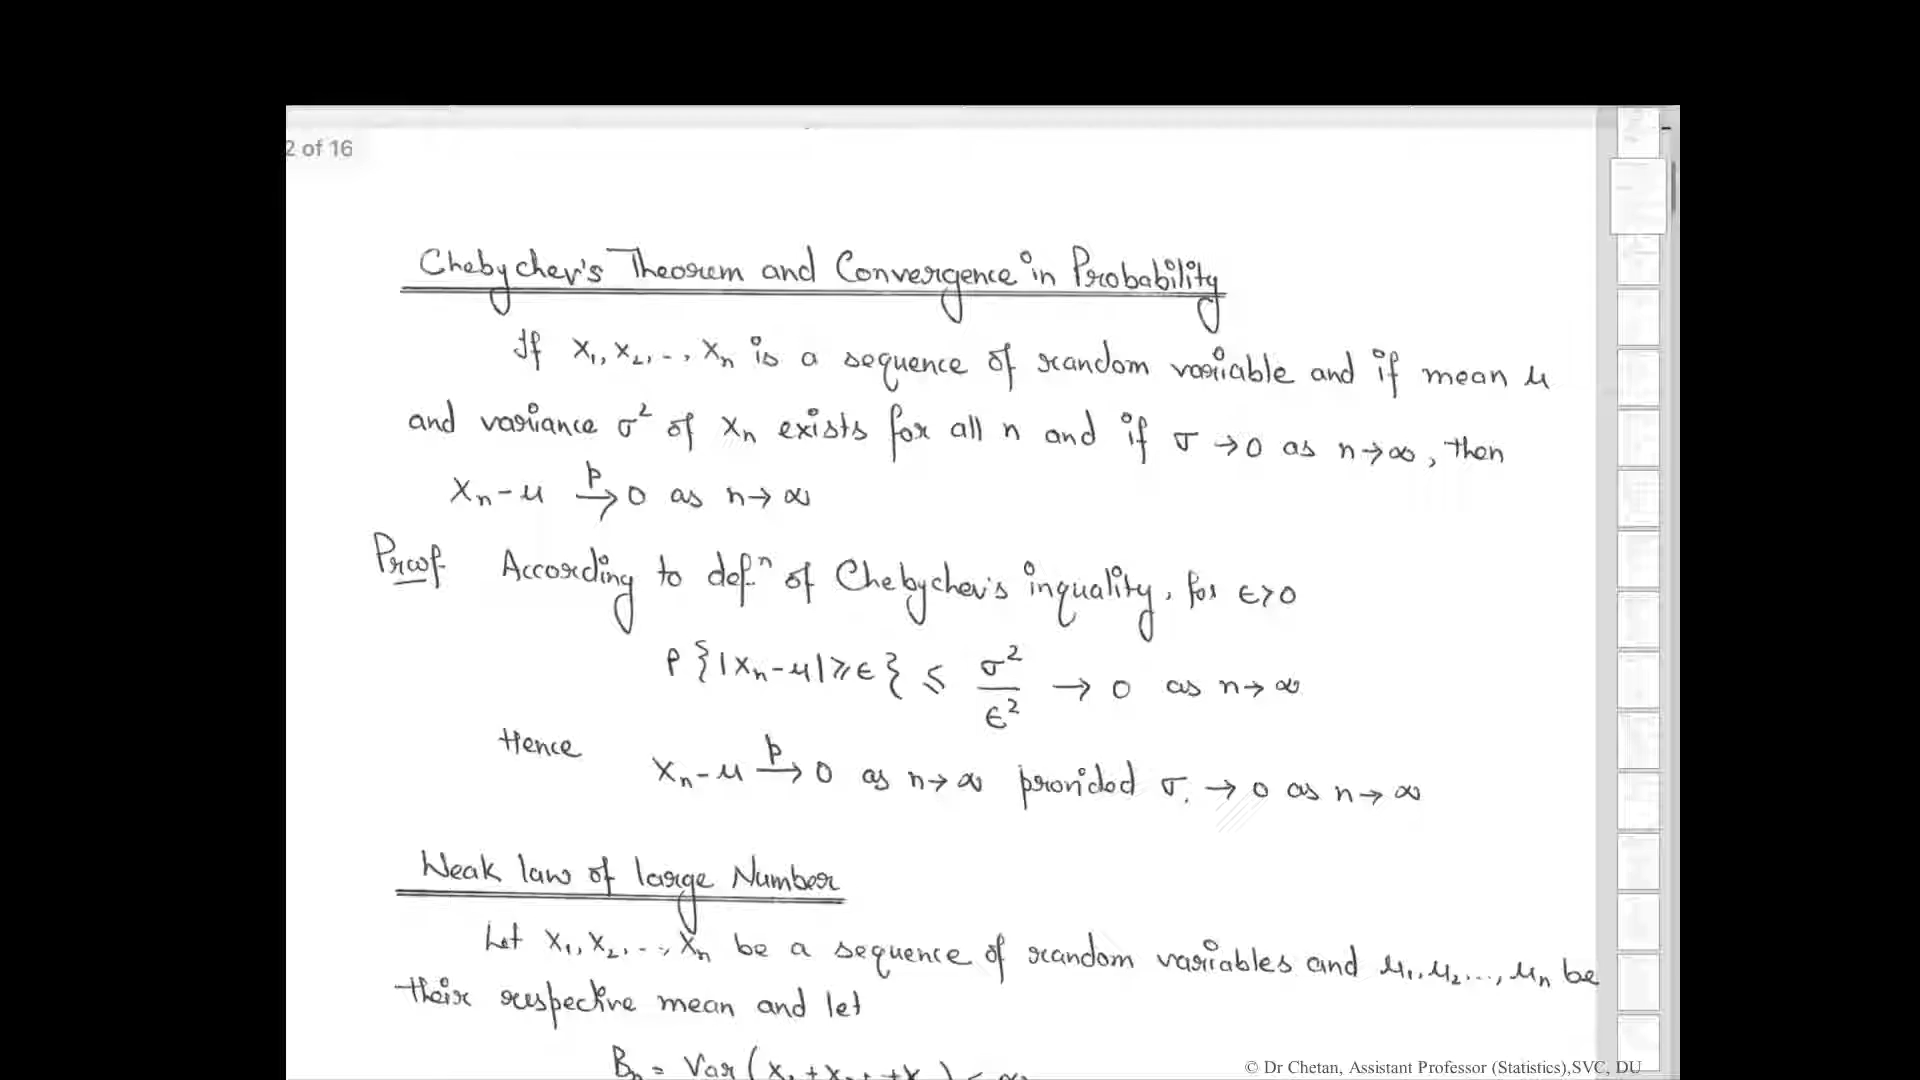 2 of 16
Chebychev's Theorem and Convergence in Probability
If X₁, X₂, .., Xn is a sequence of random variable and if mean μ
and variance σ² of Xn exists for all n and if σ → 0 as n → ∞, then
Xn - μ →ᵖ 0 as n → ∞
Proof According to defⁿ of Chebychev's inquality, for ϵ > 0
P {|Xn - μ| ≥ ϵ} ≤ σ²/ϵ² → 0 as n → ∞
Hence
Xn - μ →ᵖ 0 as n → ∞ provided σ. → 0 as n → ∞
Weak law of large Number
Let X₁, X₂, .., Xn be a sequence of random variables and μ₁, μ₂ ..., μn be
their respective mean and let
Bn = Var (X₁ + X₂ + .. + X ) < ∞
© Dr Chetan, Assistant Professor (Statistics),SVC, DU